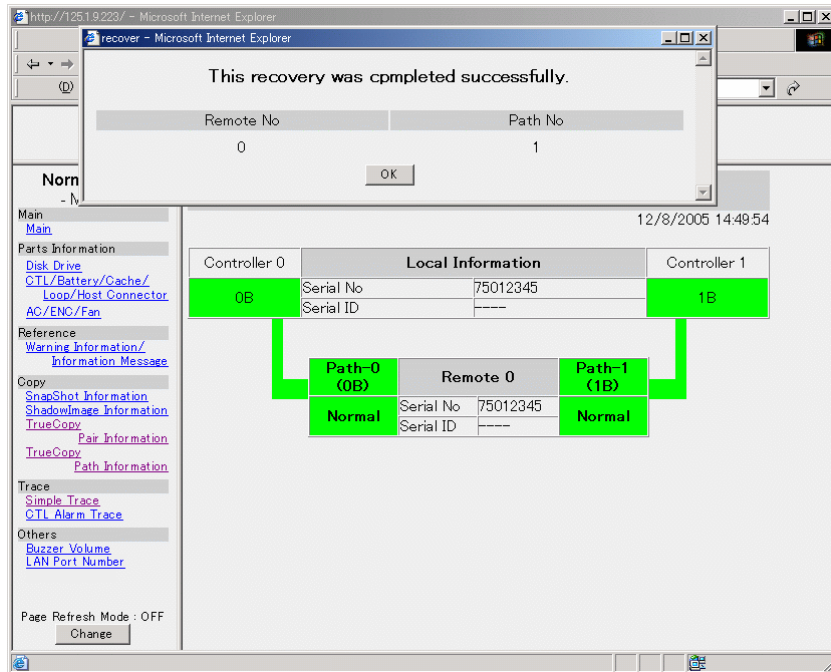 http://125.1.9.223/ - Microsoft Internet Explorer
recover - Microsoft Internet Explorer
(D)
This recovery was cpmpleted successfully.
Remote No Path No
0 1
OK
Norn
12/8/2005 14:49:54
Main
Main
Parts Information
Disk Drive
CTL/Battery/Cache/
Loop/Host Connector
AC/ENC/Fan
Reference
Warning Information/
Information Message
Copy
SnapShot Information
ShadowImage Information
TrueCopy
Pair Information
TrueCopy
Path Information
Trace
Simple Trace
CTL Alarm Trace
Others
Buzzer Volume
LAN Port Number
Page Refresh Mode : OFF
Change
Controller 0 Local Information Controller 1
0B Serial No 75012345 1B
Serial ID ----
Path-0 (0B) Remote 0 Path-1 (1B)
Normal Serial No 75012345 Normal
Serial ID ----